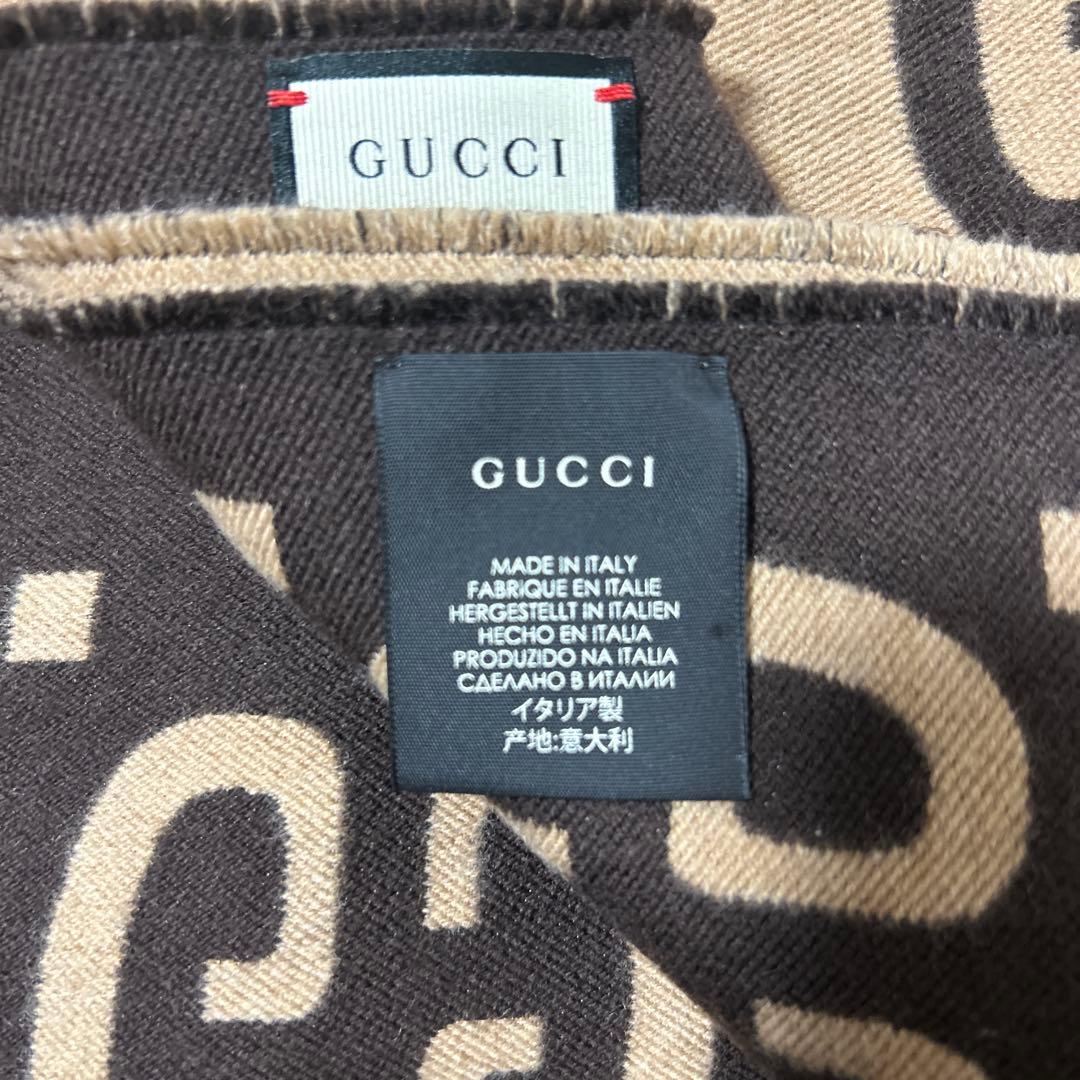 GUCCI
GUCCI
MADE IN ITALY
FABRIQUE EN ITALIE
HERGESTELLT IN ITALIEN
HECHO EN ITALIA
PRODUZIDO NA ITALIA
СДЕЛАНО В ИТАЛИИ
イタリア製
产地:意大利